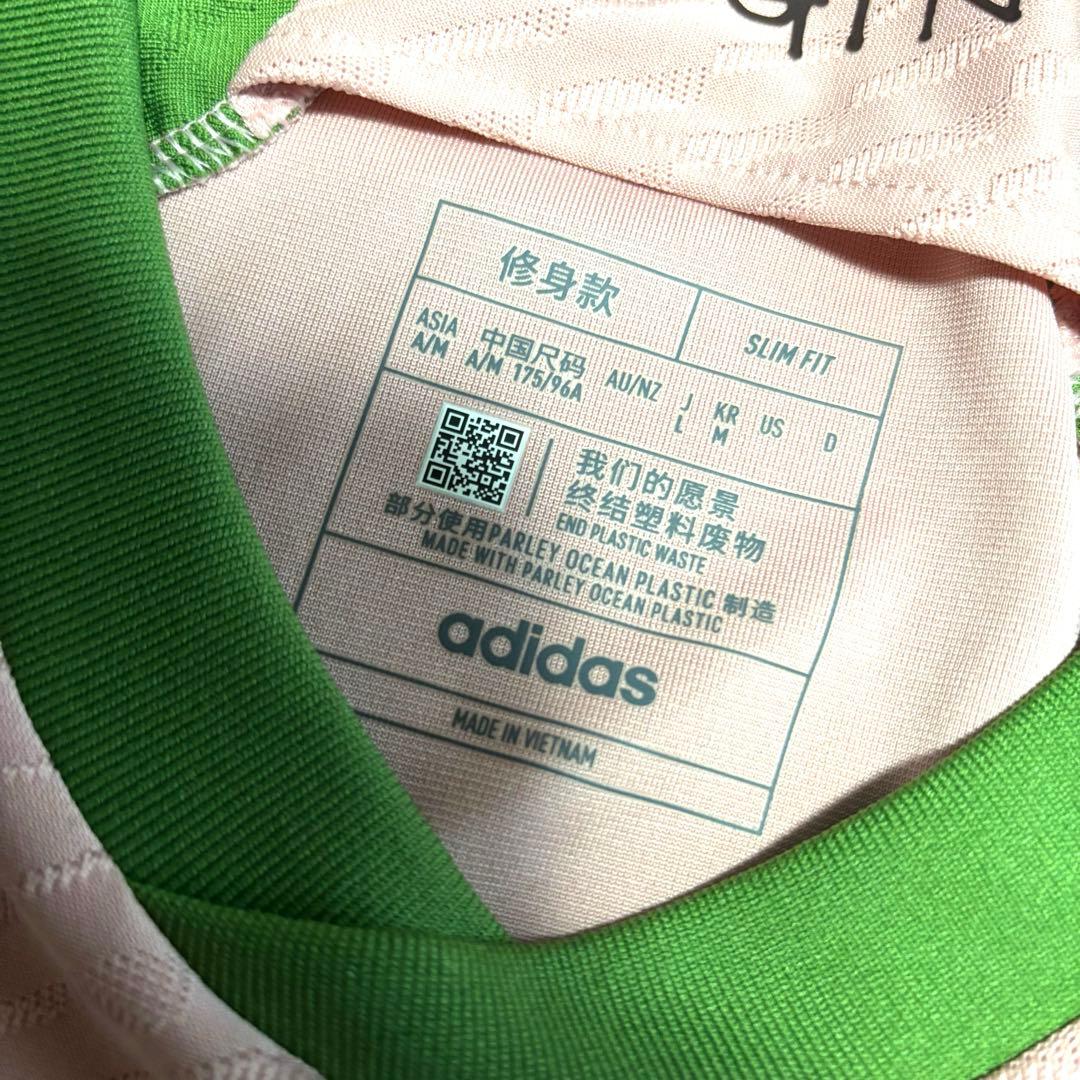 修身款
SLIM FIT
ASIA 中国尺码 AU/NZ J KR US D
A/M A/M 175/96A L M
我们的愿景
终结塑料废物
END PLASTIC WASTE
部分使用PARLEY OCEAN PLASTIC 制造
MADE WITH PARLEY OCEAN PLASTIC
adidas
MADE IN VIETNAM